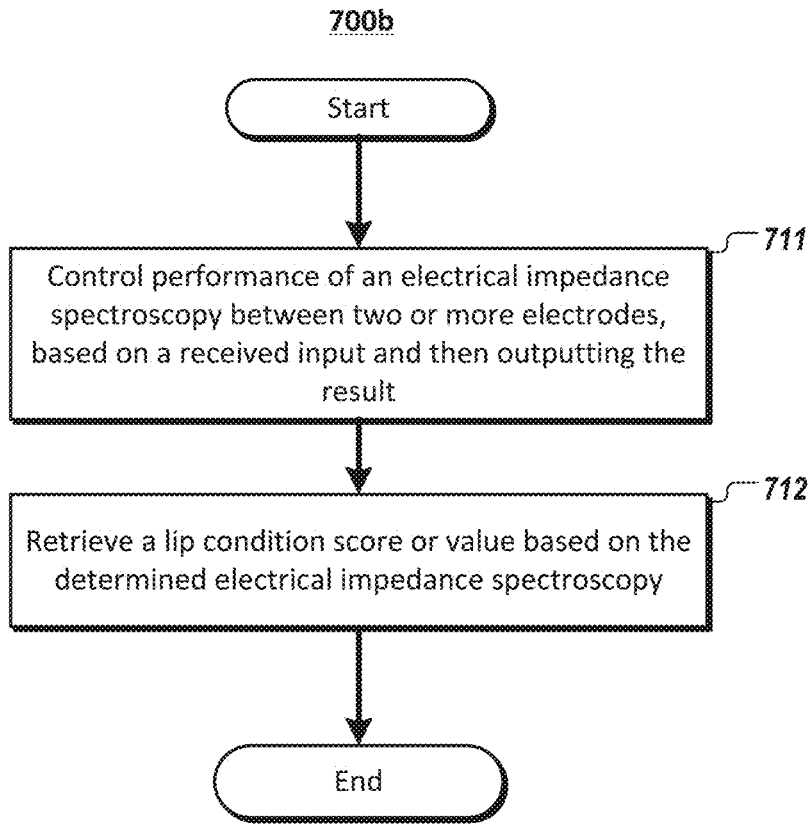 700b
Start
711
Control performance of an electrical impedance
spectroscopy between two or more electrodes,
based on a received input and then outputting the
result
712
Retrieve a lip condition score or value based on the
determined electrical impedance spectroscopy
End